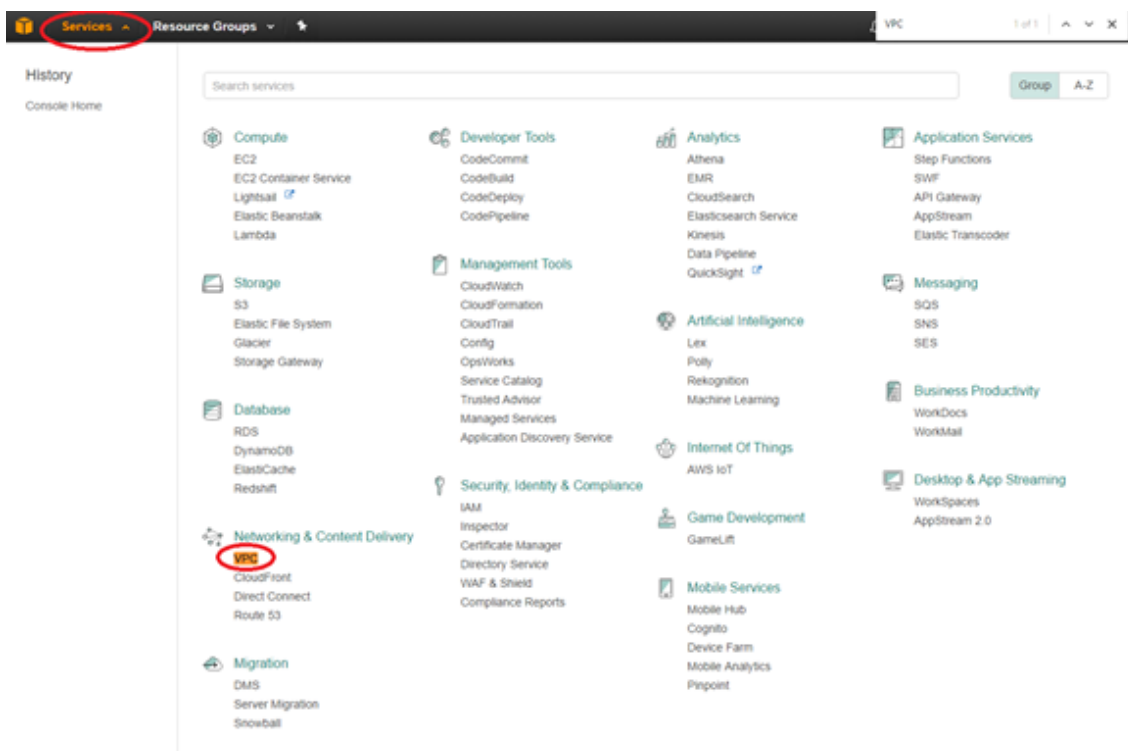 Services
Resource Groups
VPC
1 of 1
History
Console Home
Search services
Group
A-Z
Compute
EC2
EC2 Container Service
Lightsail
Elastic Beanstalk
Lambda
Storage
S3
Elastic File System
Glacier
Storage Gateway
Database
RDS
DynamoDB
ElastiCache
Redshift
Networking & Content Delivery
VPC
CloudFront
Direct Connect
Route 53
Migration
DMS
Server Migration
Snowball
Developer Tools
CodeCommit
CodeBuild
CodeDeploy
CodePipeline
Management Tools
CloudWatch
CloudFormation
CloudTrail
Config
OpsWorks
Service Catalog
Trusted Advisor
Managed Services
Application Discovery Service
Security, Identity & Compliance
IAM
Inspector
Certificate Manager
Directory Service
WAF & Shield
Compliance Reports
Analytics
Athena
EMR
CloudSearch
Elasticsearch Service
Kinesis
Data Pipeline
QuickSight
Artificial Intelligence
Lex
Polly
Rekognition
Machine Learning
Internet Of Things
AWS IoT
Game Development
GameLift
Mobile Services
Mobile Hub
Cognito
Device Farm
Mobile Analytics
Pinpoint
Application Services
Step Functions
SWF
API Gateway
AppStream
Elastic Transcoder
Messaging
SQS
SNS
SES
Business Productivity
WorkDocs
WorkMail
Desktop & App Streaming
WorkSpaces
AppStream 2.0